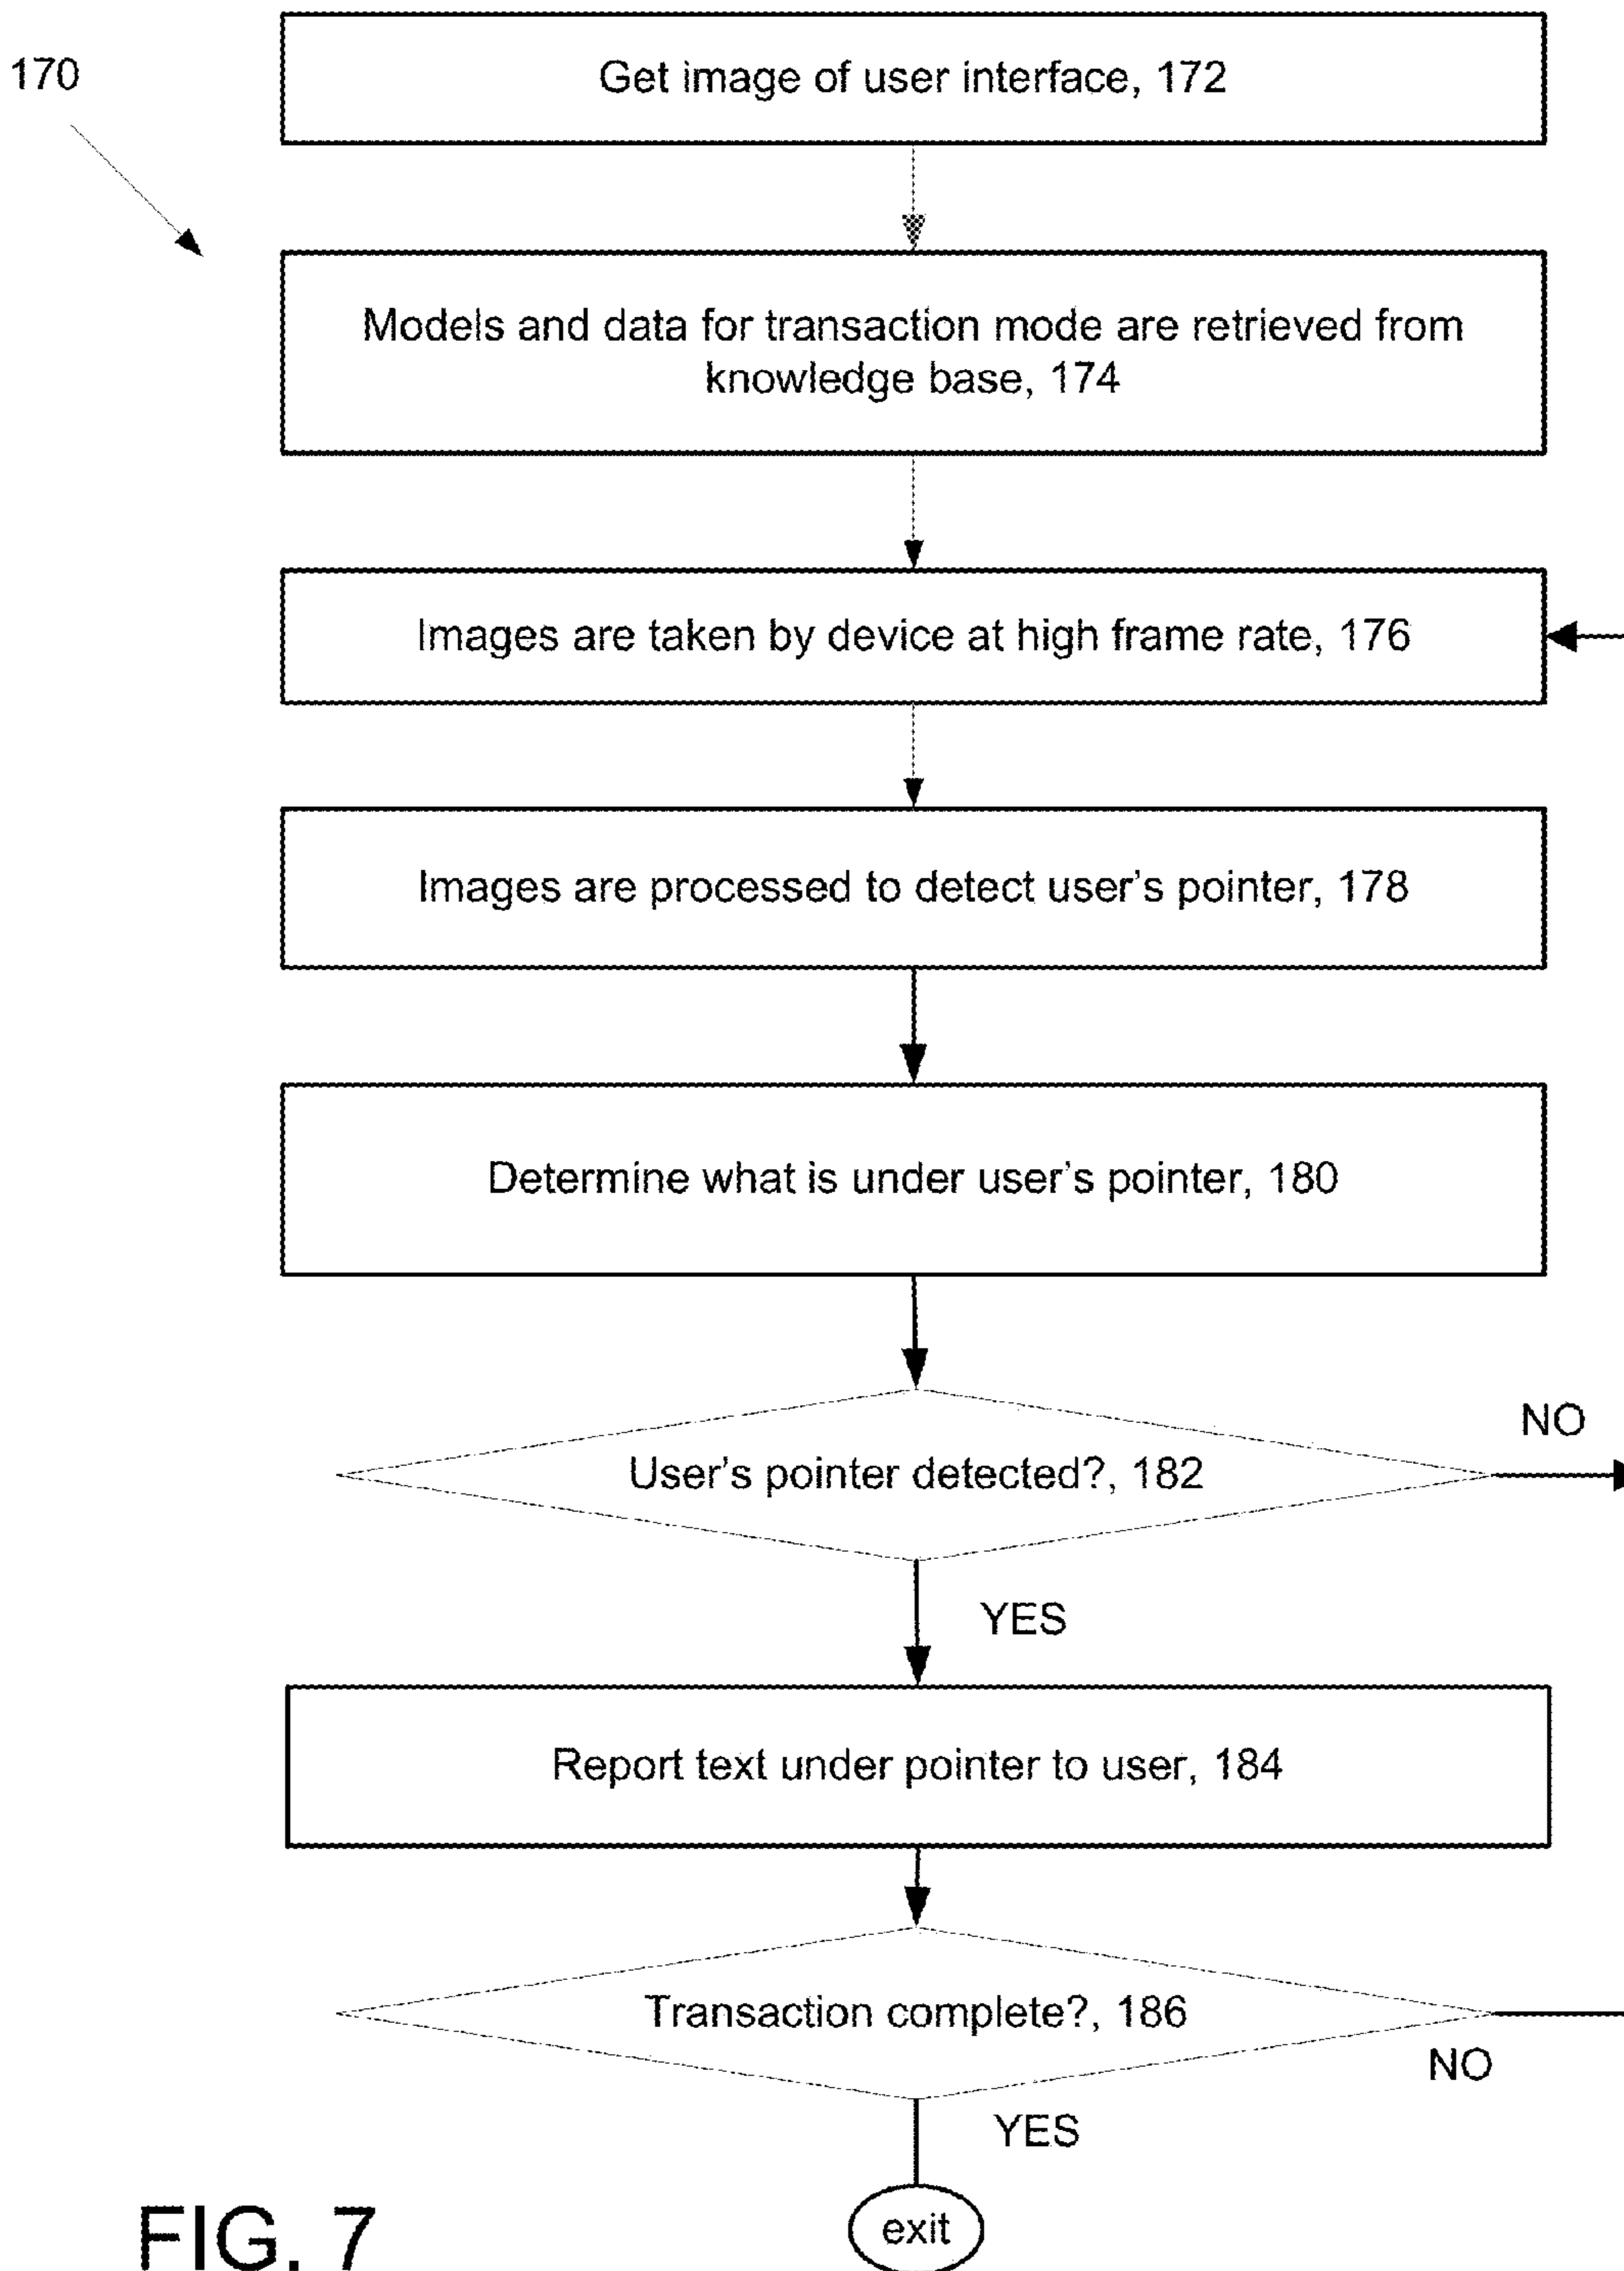 170
Get image of user interface, 172
Models and data for transaction mode are retrieved from
knowledge base, 174
Images are taken by device at high frame rate, 176
Images are processed to detect user's pointer, 178
Determine what is under user's pointer, 180
User's pointer detected?, 182
NO
YES
Report text under pointer to user, 184
Transaction complete?, 186
NO
YES
exit
FIG. 7